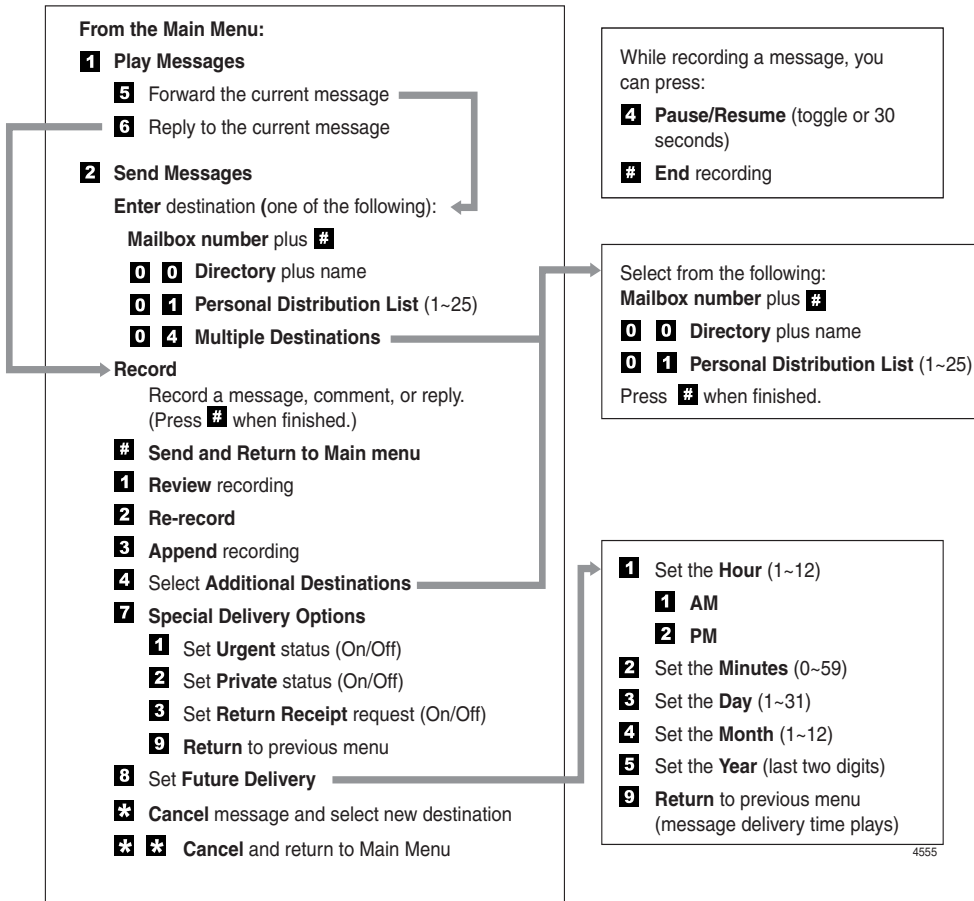 From the Main Menu:
1 Play Messages
5 Forward the current message
6 Reply to the current message
2 Send Messages
Enter destination (one of the following):
Mailbox number plus #
0 0 Directory plus name
0 1 Personal Distribution List (1~25)
0 4 Multiple Destinations
Record
Record a message, comment, or reply.
(Press # when finished.)
# Send and Return to Main menu
1 Review recording
2 Re-record
3 Append recording
4 Select Additional Destinations
7 Special Delivery Options
1 Set Urgent status (On/Off)
2 Set Private status (On/Off)
3 Set Return Receipt request (On/Off)
9 Return to previous menu
8 Set Future Delivery
* Cancel message and select new destination
* * Cancel and return to Main Menu
While recording a message, you
can press:
4 Pause/Resume (toggle or 30
seconds)
# End recording
Select from the following:
Mailbox number plus #
0 0 Directory plus name
0 1 Personal Distribution List (1~25)
Press # when finished.
1 Set the Hour (1~12)
1 AM
2 PM
2 Set the Minutes (0~59)
3 Set the Day (1~31)
4 Set the Month (1~12)
5 Set the Year (last two digits)
9 Return to previous menu
(message delivery time plays)
4555